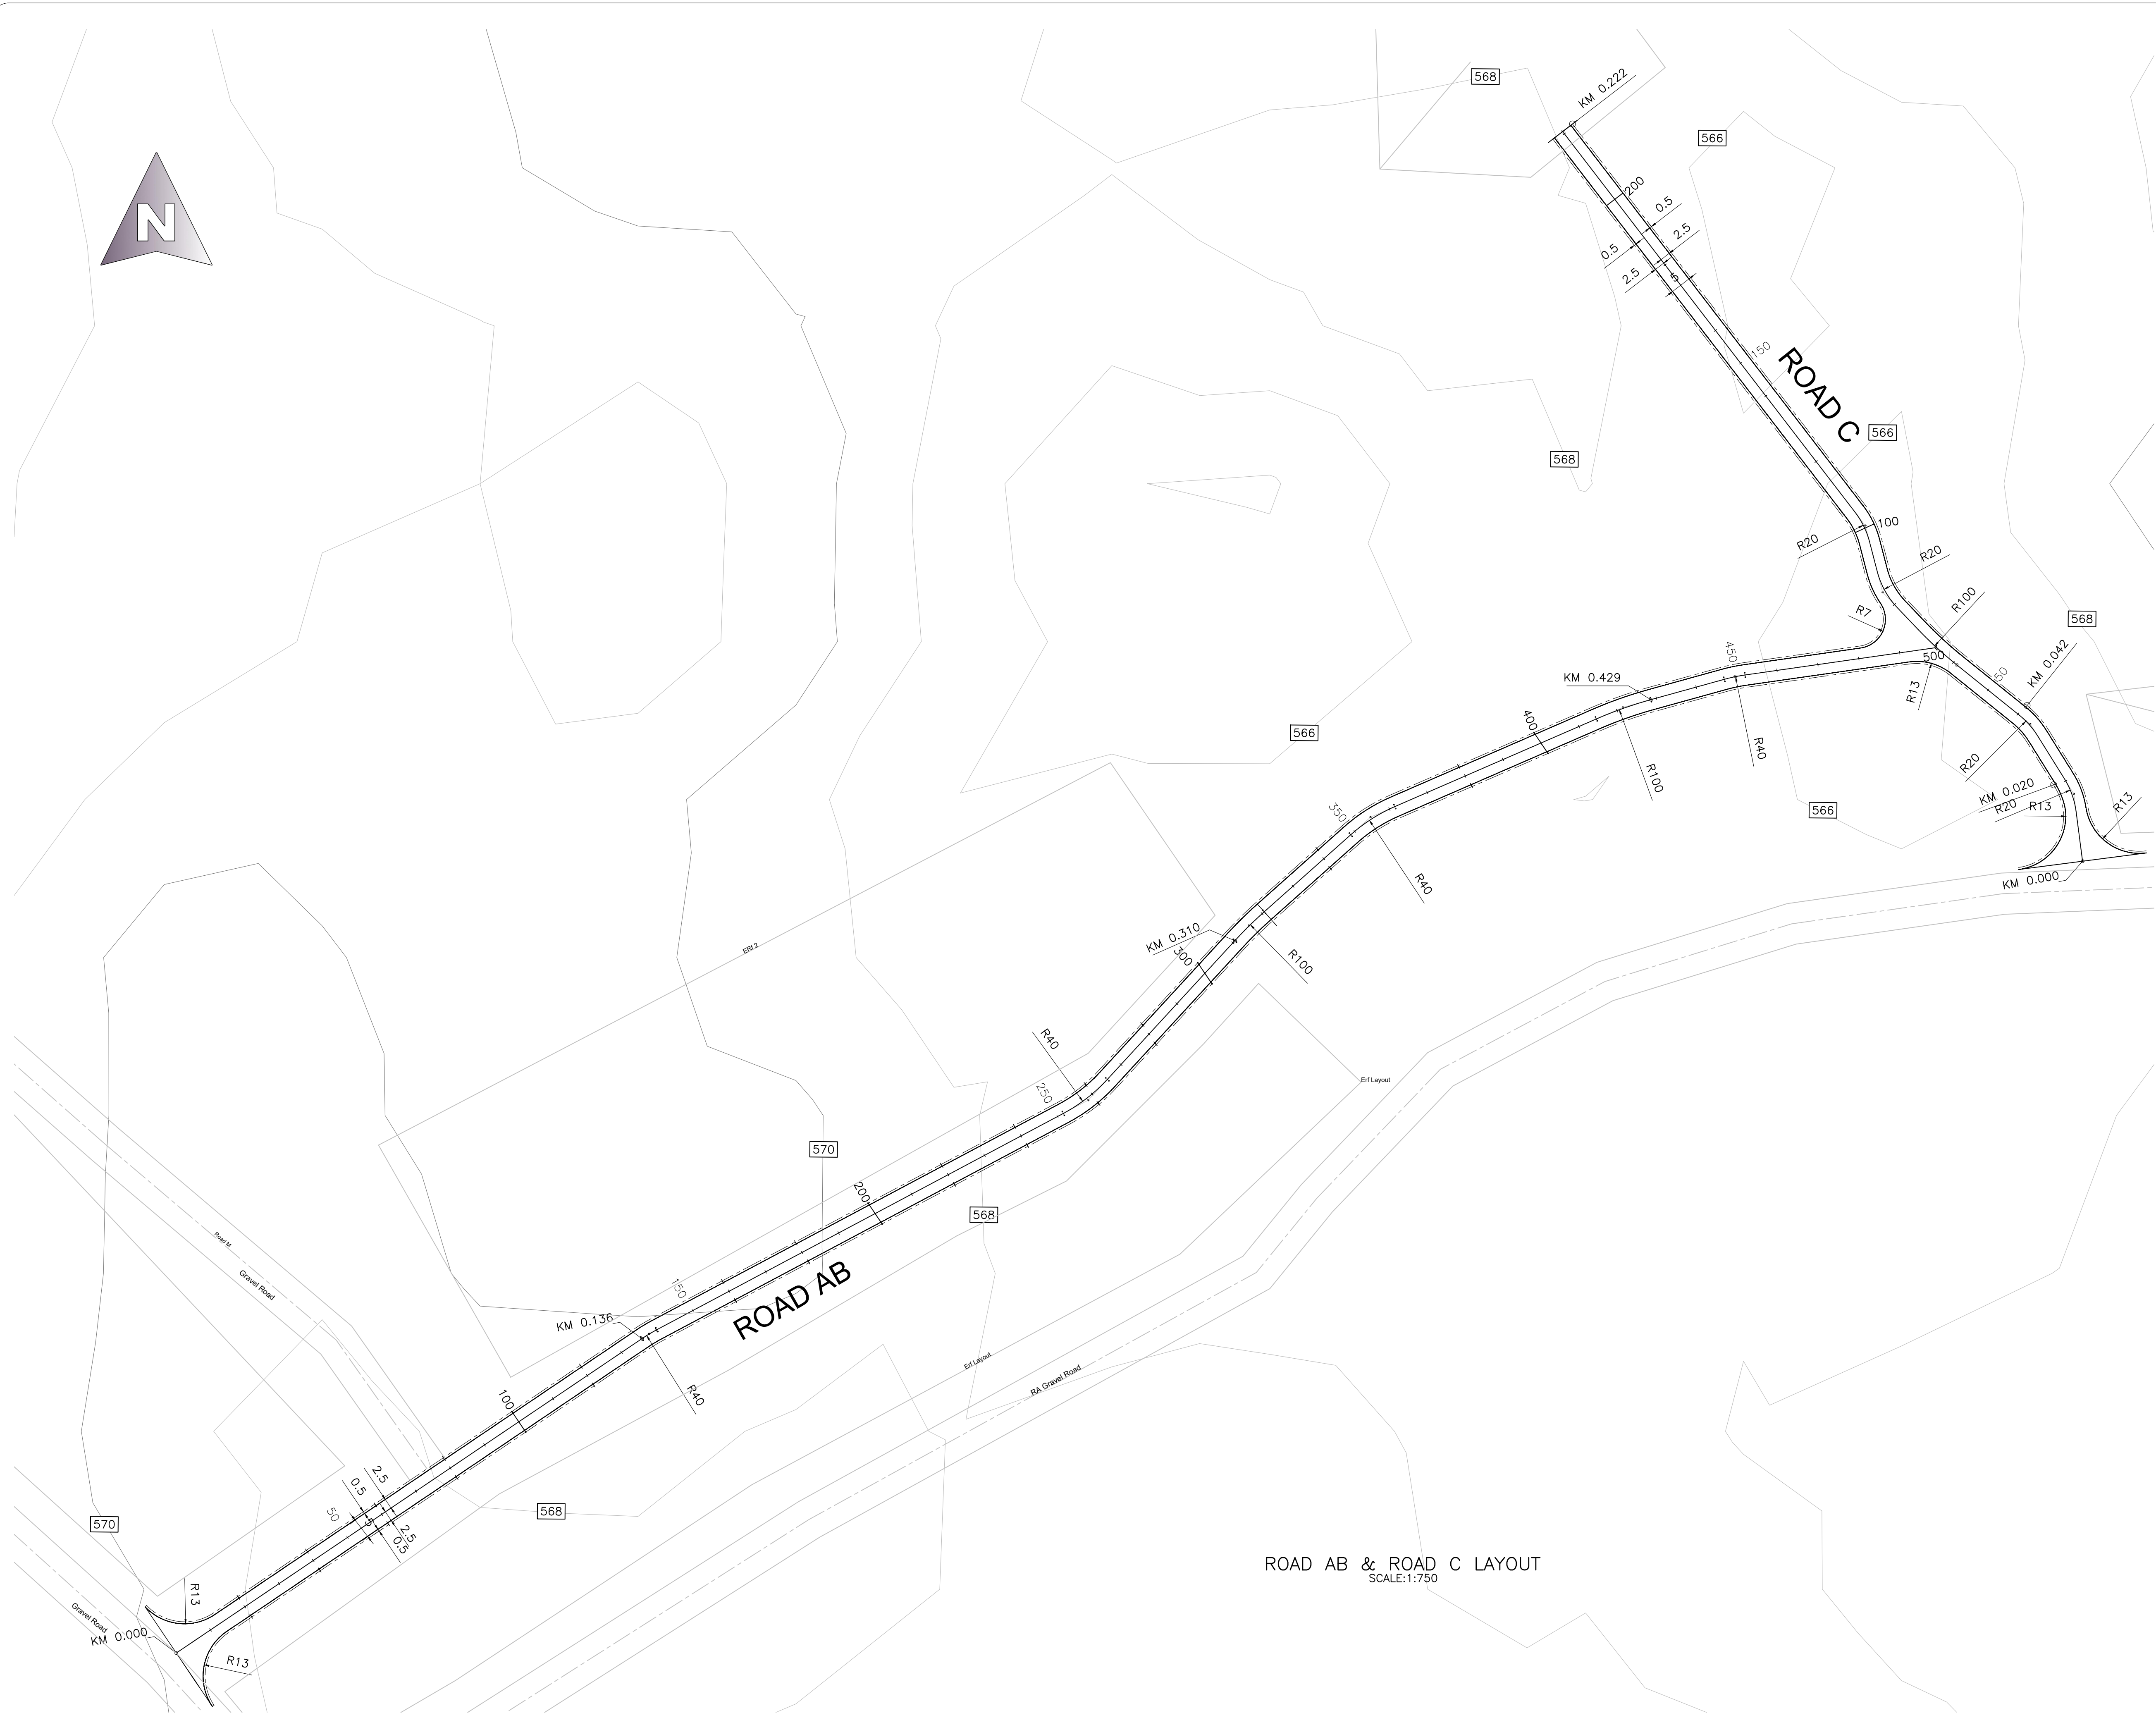 KM 0.222
568
566
200
0.5
2.5
0.5
2.5
5
N
150
ROAD C
566
568
100
R20
R20
R100
R7
568
450
500
KM 0.042
50
KM 0.429
R13
400
566
R40
R100
R20
KM 0.020
R20
R13
R13
350
566
KM 0.000
R40
ERf 2
KM 0.310
300
R100
R40
250
Erf Layout
570
200
568
Road M
Gravel Road
150
ROAD AB
KM 0.136
Erf Layout
RA Gravel Road
100
R40
2.5
0.5
50
5
2.5
0.5
568
570
ROAD AB & ROAD C LAYOUT
SCALE:1:750
R13
Gravel Road
KM 0.000
R13